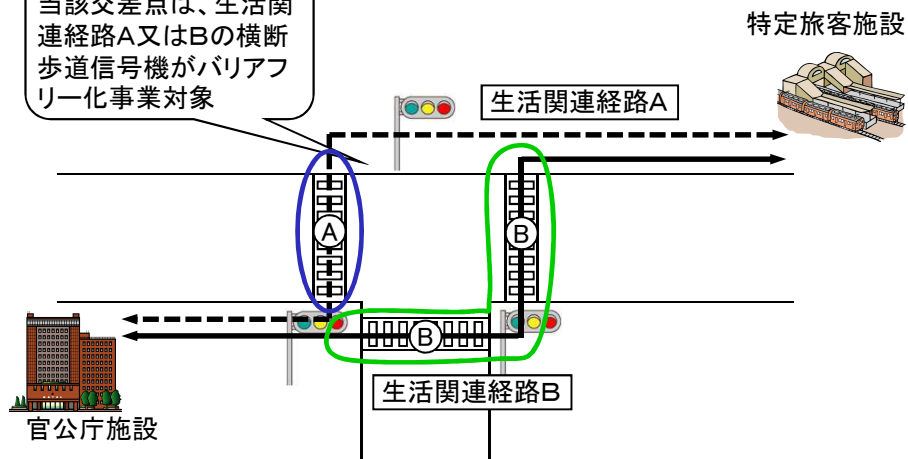 当該交差点は、生活関
連経路A又はBの横断
歩道信号機がバリアフ
リー化事業対象
特定旅客施設
生活関連経路A
A
B
B
生活関連経路B
官公庁施設